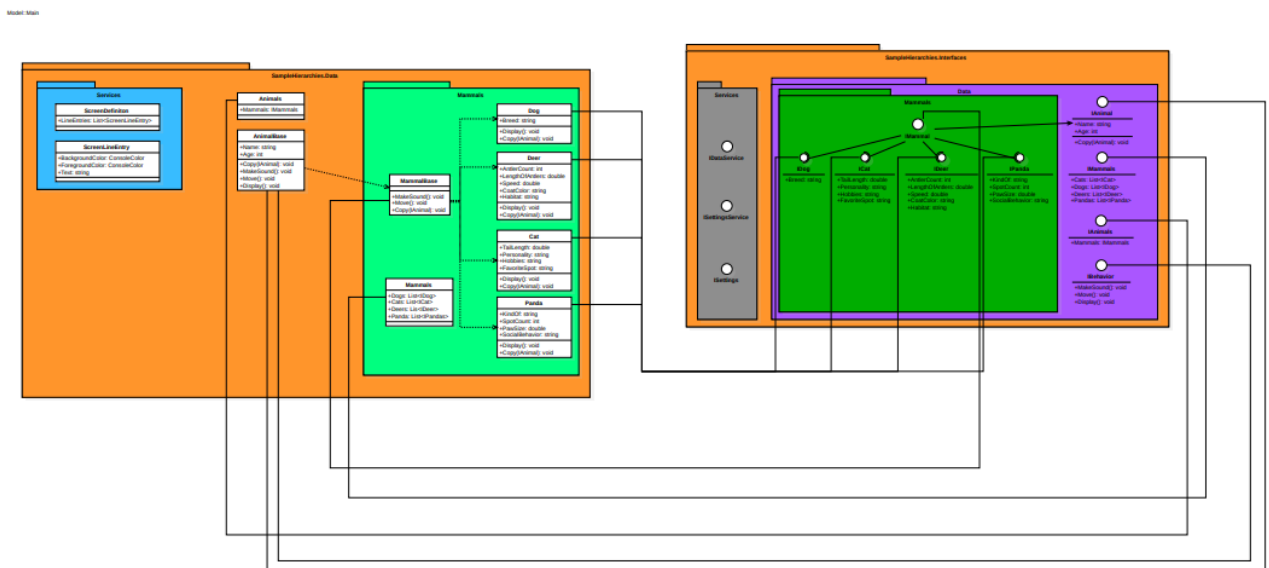 Model: Main
SampleHierarchies.Data
Services
ScreenDefiniton
+LineEntries: List<ScreenLineEntry>
ScreenLineEntry
+BackgroundColor: ConsoleColor
+ForegroundColor: ConsoleColor
+Text: string
Animals
+Mammals: IMammals
AnimalBase
+Name: string
+Age: int
+Copy(IAnimal): void
+MakeSound(): void
+Move(): void
+Display(): void
Mammals
MammalBase
+MakeSound(): void
+Move(): void
+Copy(IAnimal): void
Mammals
+Dogs: List<IDog>
+Cats: List<ICat>
+Deers: List<IDeer>
+Panda: List<IPandas>
Dog
+Breed: string
+Display(): void
+Copy(IAnimal): void
Deer
+AntlerCount: int
+LengthOfAntlers: double
+Speed: double
+CoatColor: string
+Habitat: string
+Display(): void
+Copy(IAnimal): void
Cat
+TailLength: double
+Personality: string
+Hobbies: string
+FavoriteSpot: string
+Display(): void
+Copy(IAnimal): void
Panda
+KindOf: string
+SpotCount: int
+PawSize: double
+SocialBehavior: string
+Display(): void
+Copy(IAnimal): void
SampleHierarchies.Interfaces
Services
IDataService
ISettingsService
ISettings
Data
Mammals
IMammal
IDog
+Breed: string
ICat
+TailLength: double
+Personality: string
+Hobbies: string
+FavoriteSpot: string
IDeer
+AntlerCount: int
+LengthOfAntlers: double
+Speed: double
+CoatColor: string
+Habitat: string
IPanda
+KindOf: string
+SpotCount: int
+PawSize: double
+SocialBehavior: string
IAnimal
+Name: string
+Age: int
+Copy(IAnimal): void
IMammals
+Cats: List<ICat>
+Dogs: List<IDog>
+Deers: List<IDeer>
+Pandas: List<IPanda>
IAnimals
+Mammals: IMammals
IBehavior
+MakeSound(): void
+Move(): void
+Display(): void